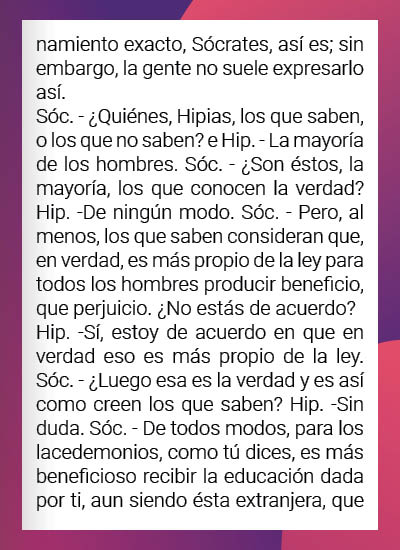 namiento exacto, Sócrates, así es; sin
embargo, la gente no suele expresarlo
así.
Sóc. - ¿Quiénes, Hipias, los que saben,
o los que no saben? e Hip. - La mayoría
de los hombres. Sóc. - ¿Son éstos, la
mayoría, los que conocen la verdad?
Hip. -De ningún modo. Sóc. - Pero, al
menos, los que saben consideran que,
en verdad, es más propio de la ley para
todos los hombres producir beneficio,
que perjuicio. ¿No estás de acuerdo?
Hip. -Sí, estoy de acuerdo en que en
verdad eso es más propio de la ley.
Sóc. - ¿Luego esa es la verdad y es así
como creen los que saben? Hip. -Sin
duda. Sóc. - De todos modos, para los
lacedemonios, como tú dices, es más
beneficioso recibir la educación dada
por ti, aun siendo ésta extranjera, que